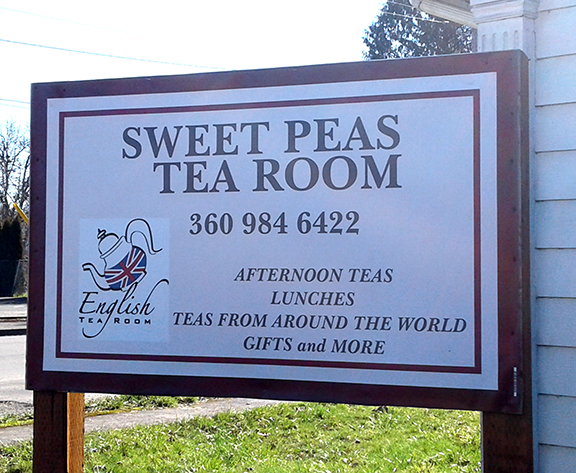 SWEET PEAS
TEA ROOM
360 984 6422
English
TEA ROOM
AFTERNOON TEAS
LUNCHES
TEAS FROM AROUND THE WORLD
GIFTS and MORE